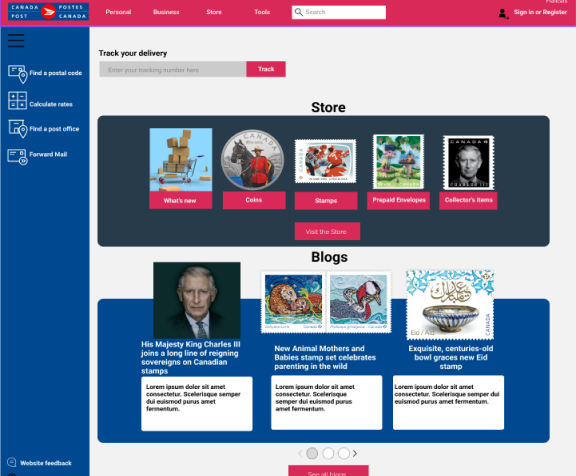 Français
CANADA POSTES
POST CANADA
Personal
Business
Store
Tools
Search
Sign in or Register
Find a postal code
Calculate rates
Find a post office
Forward Mail
Website feedback
Track your delivery
Enter your tracking number here
Track
Store
CANADA
CANADA
What's new
Coins
Stamps
Prepaid Envelopes
Collector's Items
Visit the Store
Blogs
CANADA
Eid / Aïd
His Majesty King Charles III
joins a long line of reigning
sovereigns on Canadian
stamps
New Animal Mothers and
Babies stamp set celebrates
parenting in the wild
Exquisite, centuries-old
bowl graces new Eid
stamp
Lorem ipsum dolor sit amet
consectetur. Scelerisque semper
dui euismod purus amet
fermentum.
Lorem ipsum dolor sit amet
consectetur. Scelerisque semper
dui euismod purus amet
fermentum.
Lorem ipsum dolor sit amet
consectetur. Scelerisque semper
dui euismod purus amet
fermentum.
See all blogs